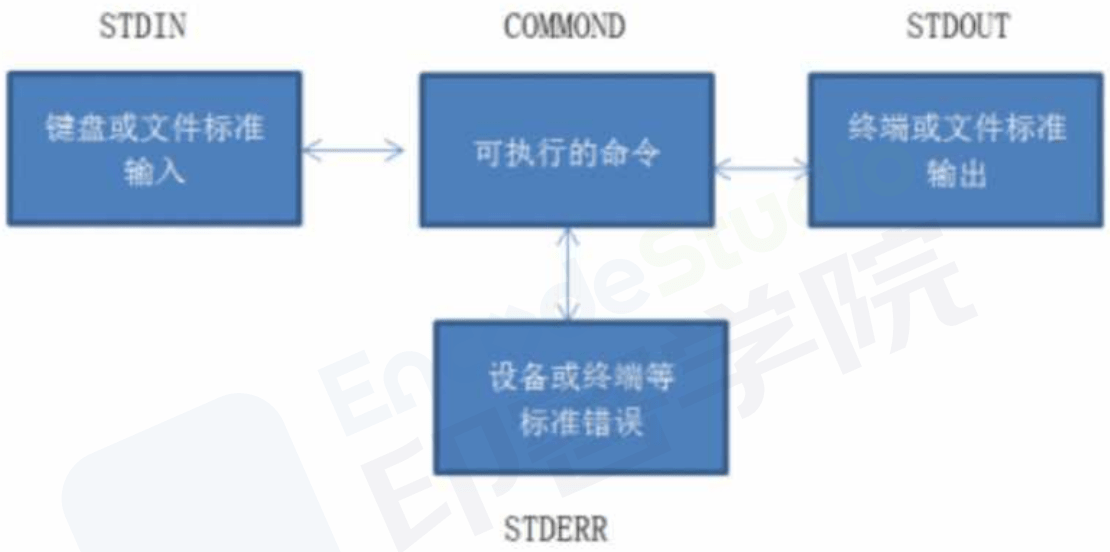 STDIN
COMMOND
STDOUT
键盘或文件标准
输入
可执行的命令
终端或文件标准
输出
设备或终端等
标准错误
STDERR